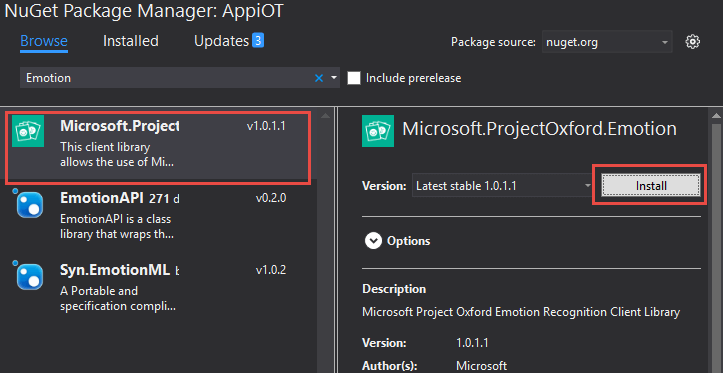 NuGet Package Manager: AppiOT
Browse Installed Updates 3
Package source: nuget.org
Emotion
Include prerelease
Microsoft.Project v1.0.1.1
This client library
allows the use of Mi...
EmotionAPI 271 d v0.2.0
EmotionAPI is a class
library that wraps th...
Syn.EmotionML b v1.0.2
A Portable and
specification compli...
Microsoft.ProjectOxford.Emotion
Version: Latest stable 1.0.1.1 Install
Options
Description
Microsoft Project Oxford Emotion Recognition Client Library
Version: 1.0.1.1
Author(s): Microsoft